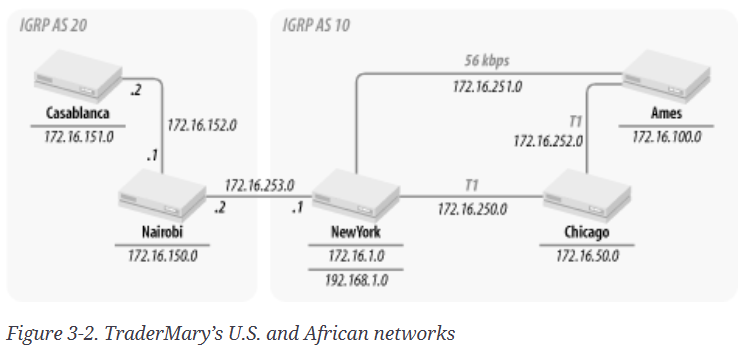 IGRP AS 20
IGRP AS 10
56 kbps
172.16.251.0
.2
Casablanca
172.16.151.0
172.16.152.0
.1
T1
172.16.252.0
Ames
172.16.100.0
172.16.253.0
.2
.1
T1
172.16.250.0
Nairobi
172.16.150.0
NewYork
172.16.1.0
192.168.1.0
Chicago
172.16.50.0
Figure 3-2. TraderMary’s U.S. and African networks